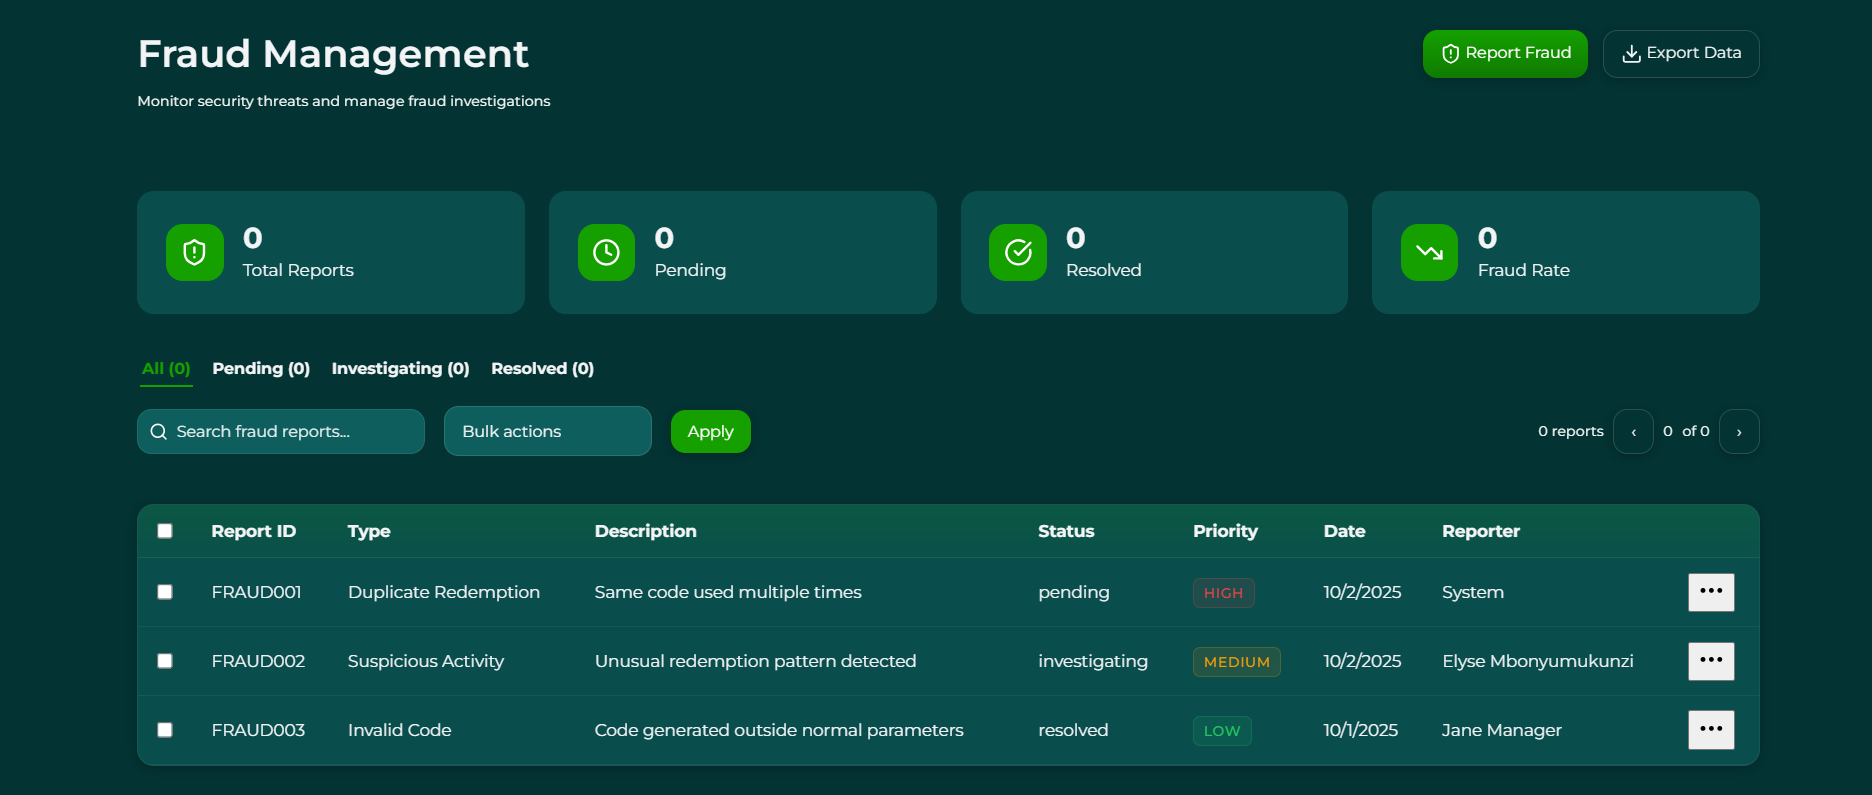 Fraud Management
Report Fraud
Export Data
Monitor security threats and manage fraud investigations
0
Total Reports
0
Pending
0
Resolved
0
Fraud Rate
All (0) Pending (0) Investigating (0) Resolved (0)
Search fraud reports...
Bulk actions
Apply
0 reports ‹ 0 of 0 ›
Report ID Type Description Status Priority Date Reporter
FRAUD001 Duplicate Redemption Same code used multiple times pending HIGH 10/2/2025 System •••
FRAUD002 Suspicious Activity Unusual redemption pattern detected investigating MEDIUM 10/2/2025 Elyse Mbonyumukunzi •••
FRAUD003 Invalid Code Code generated outside normal parameters resolved LOW 10/1/2025 Jane Manager •••